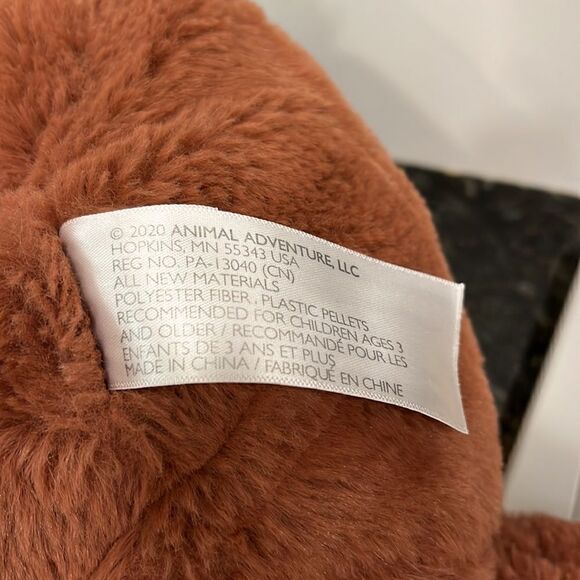 © 2020 ANIMAL ADVENTURE, LLC
HOPKINS, MN 55343 USA
REG NO. PA-13040 (CN)
ALL NEW MATERIALS
POLYESTER FIBER . PLASTIC PELLETS
RECOMMENDED FOR CHILDREN AGES 3
AND OLDER / RECOMMANDÉ POUR LES
ENFANTS DE 3 ANS ET PLUS
MADE IN CHINA / FABRIQUÉ EN CHINE